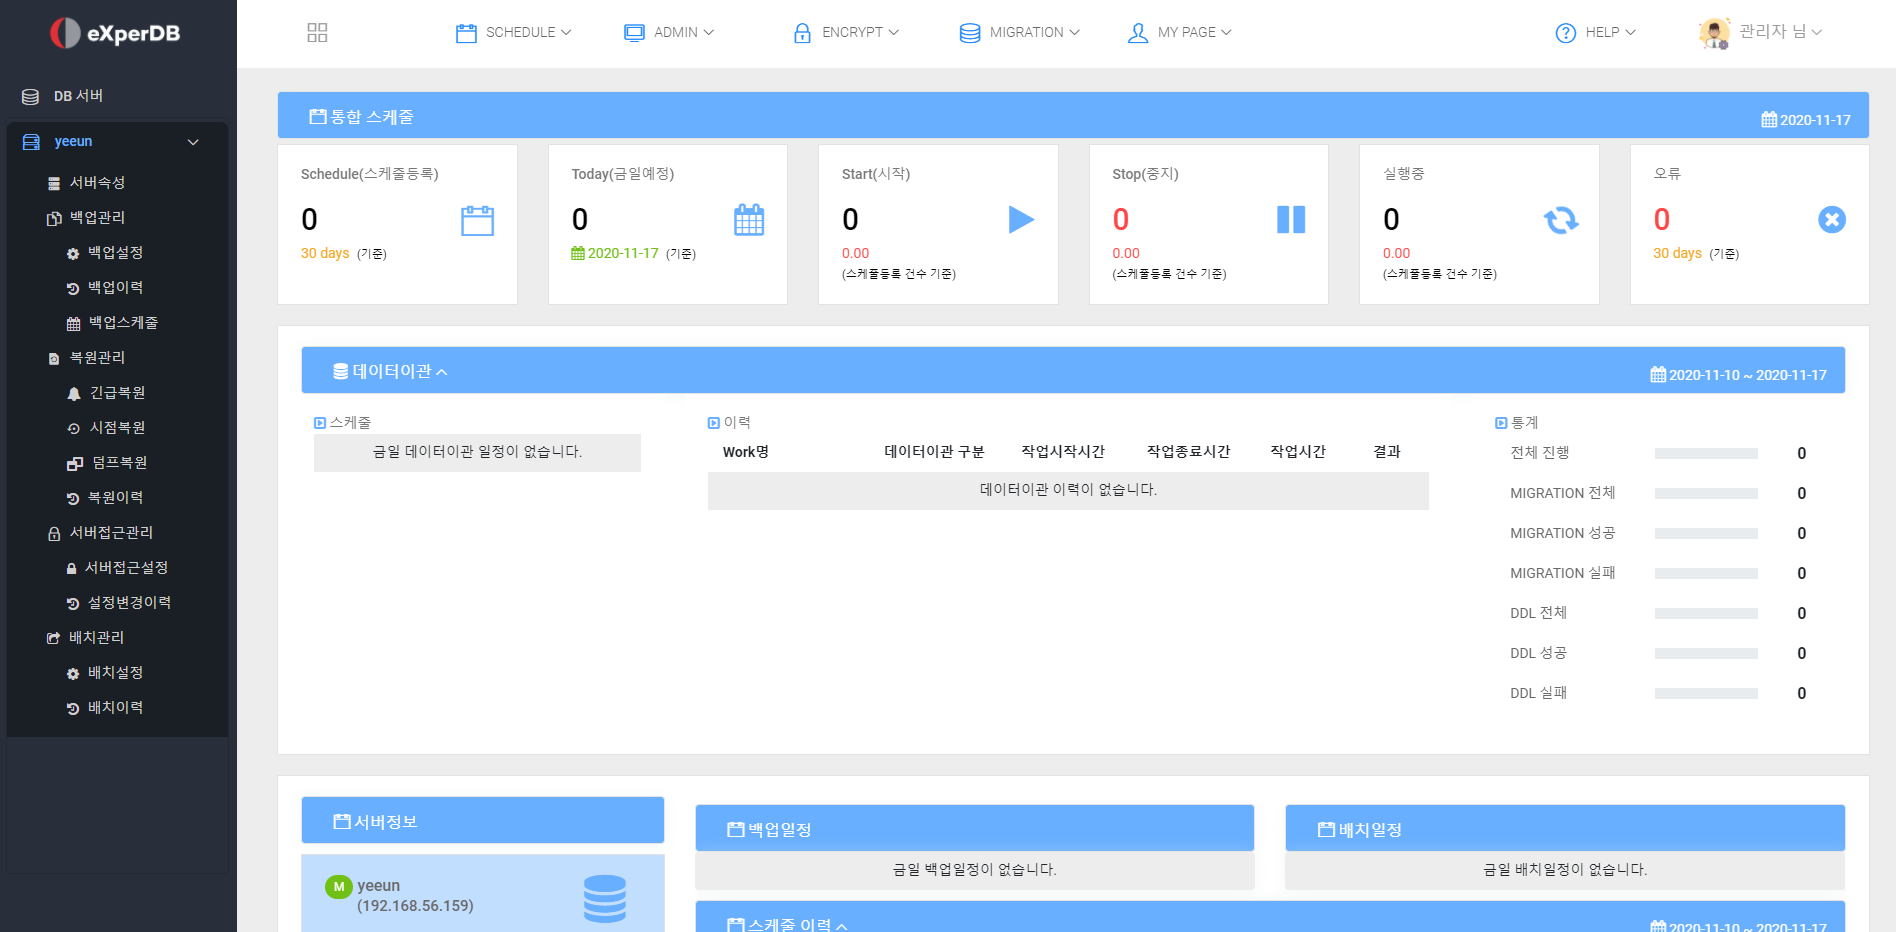 eXperDB
SCHEDULE
ADMIN
ENCRYPT
MIGRATION
MY PAGE
HELP
관리자 님
DB 서버
yeeun
서버속성
백업관리
백업설정
백업이력
백업스케줄
복원관리
긴급복원
시점복원
덤프복원
복원이력
서버접근관리
서버접근설정
설정변경이력
배치관리
배치설정
배치이력
통합 스케줄
2020-11-17
Schedule(스케줄등록)
0
30 days (기준)
Today(금일예정)
0
2020-11-17 (기준)
Start(시작)
0
0.00
(스케쥴등록 건수 기준)
Stop(중지)
0
0.00
(스케쥴등록 건수 기준)
실행중
0
0.00
(스케쥴등록 건수 기준)
오류
0
30 days (기준)
데이터이관
2020-11-10 ~ 2020-11-17
스케줄
금일 데이터이관 일정이 없습니다.
이력
Work명 데이터이관 구분 작업시작시간 작업종료시간 작업시간 결과
데이터이관 이력이 없습니다.
통계
전체 진행 0
MIGRATION 전체 0
MIGRATION 성공 0
MIGRATION 실패 0
DDL 전체 0
DDL 성공 0
DDL 실패 0
서버정보
M yeeun
(192.168.56.159)
백업일정
금일 백업일정이 없습니다.
배치일정
금일 배치일정이 없습니다.
스케줄 이력
2020-11-10 ~ 2020-11-17